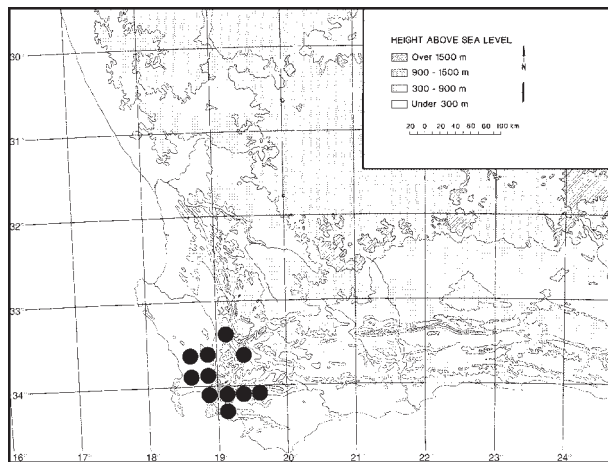 HEIGHT ABOVE SEA LEVEL
Over 1500 m
900 - 1500 m
300 - 900 m
Under 300 m
N
20 0 20 40 60 80 100 km
30
31
32
33
34
16° 17 18 19 20 21 22 23 24